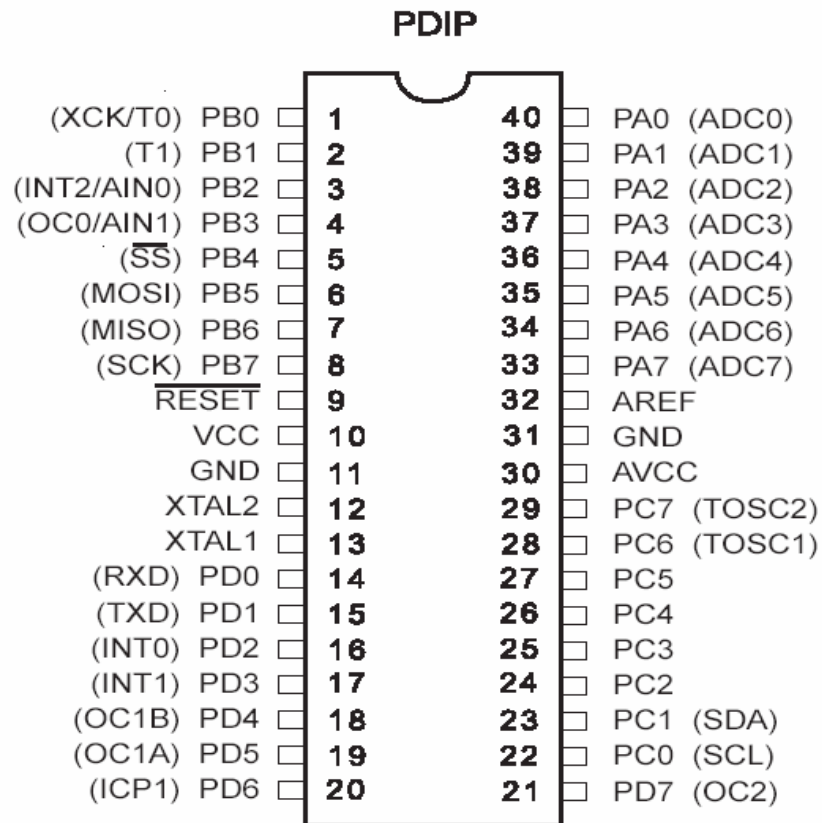 PDIP
(XCK/T0) PB0 1 40 PA0 (ADC0)
(T1) PB1 2 39 PA1 (ADC1)
(INT2/AIN0) PB2 3 38 PA2 (ADC2)
(OC0/AIN1) PB3 4 37 PA3 (ADC3)
(SS) PB4 5 36 PA4 (ADC4)
(MOSI) PB5 6 35 PA5 (ADC5)
(MISO) PB6 7 34 PA6 (ADC6)
(SCK) PB7 8 33 PA7 (ADC7)
RESET 9 32 AREF
VCC 10 31 GND
GND 11 30 AVCC
XTAL2 12 29 PC7 (TOSC2)
XTAL1 13 28 PC6 (TOSC1)
(RXD) PD0 14 27 PC5
(TXD) PD1 15 26 PC4
(INT0) PD2 16 25 PC3
(INT1) PD3 17 24 PC2
(OC1B) PD4 18 23 PC1 (SDA)
(OC1A) PD5 19 22 PC0 (SCL)
(ICP1) PD6 20 21 PD7 (OC2)